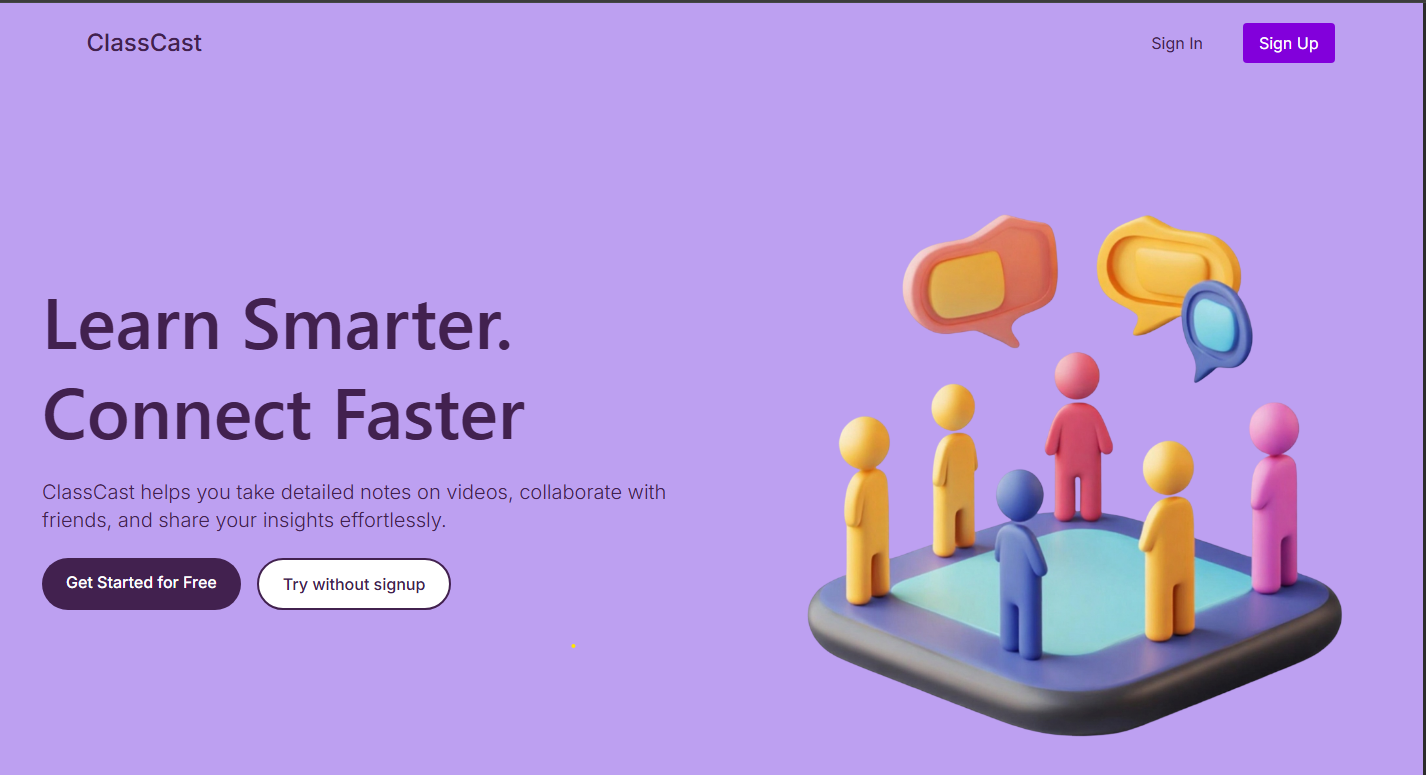 ClassCast
Sign In
Sign Up
Learn Smarter.
Connect Faster
ClassCast helps you take detailed notes on videos, collaborate with
friends, and share your insights effortlessly.
Get Started for Free
Try without signup